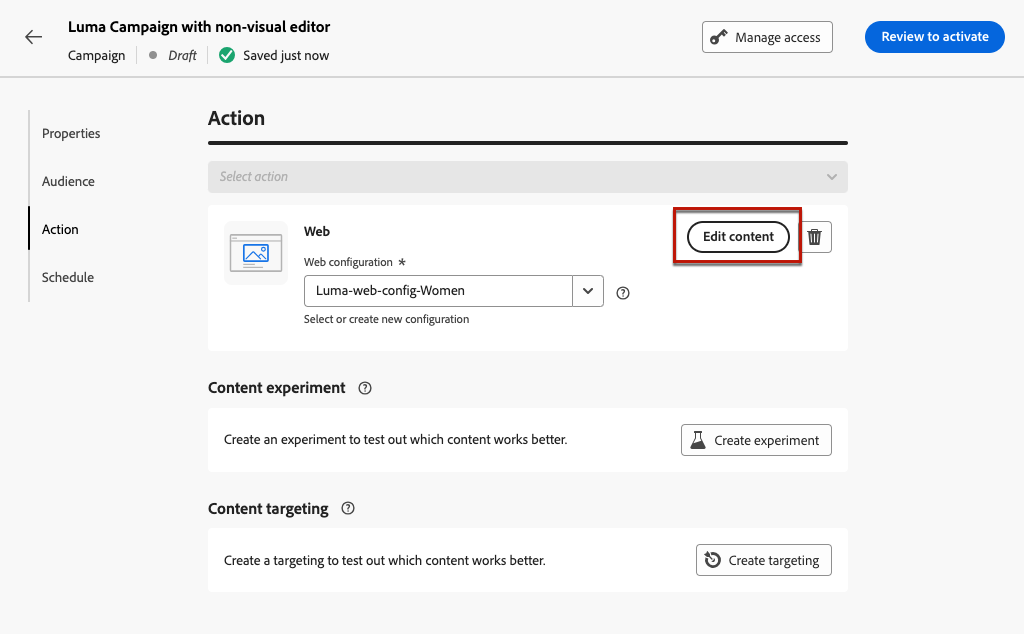 Luma Campaign with non-visual editor
Campaign Draft Saved just now
Manage access
Review to activate
Properties
Audience
Action
Schedule
Action
Select action
Web
Edit content
Web configuration *
Luma-web-config-Women
Select or create new configuration
Content experiment
Create an experiment to test out which content works better.
Create experiment
Content targeting
Create a targeting to test out which content works better.
Create targeting